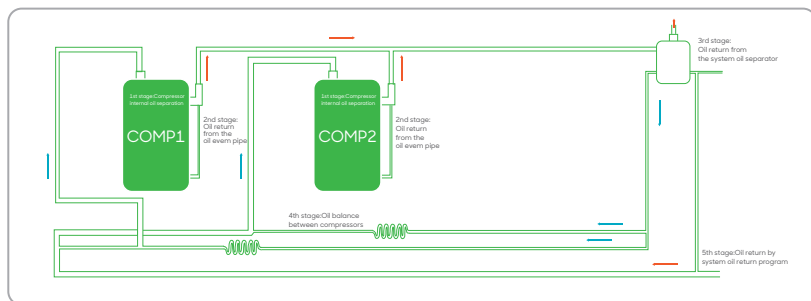 1st stage:Compressor
internal oil separation
COMP1
2nd stage:
Oil return
from the
oil evern pipe
1st stage:Compressor
internal oil separation
COMP2
2nd stage:
Oil return
from the
oil evern pipe
3rd stage:
Oil return from
the system oil separator
4th stage:Oil balance
between compressors
5th stage:Oil return by
system oil return program